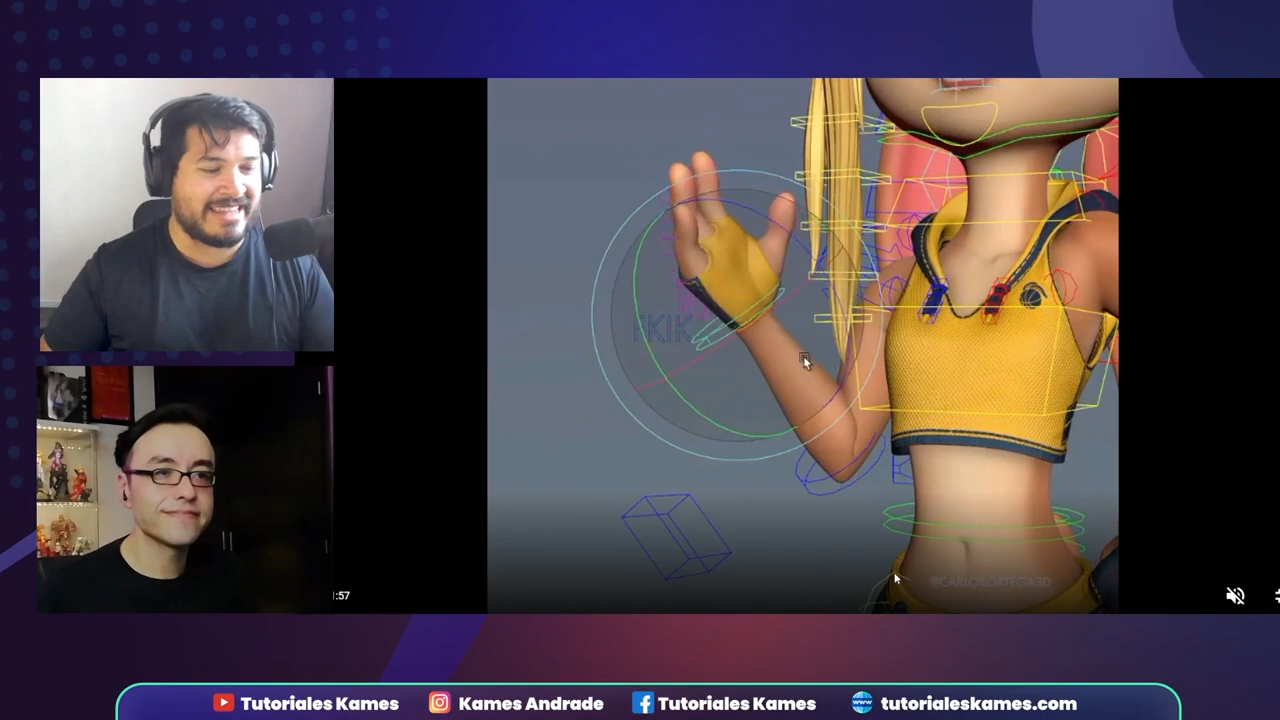 FKIK
@CARLOSORTEGA3D
:57
Tutoriales Kames
Kames Andrade
Tutoriales Kames
tutorialeskames.com